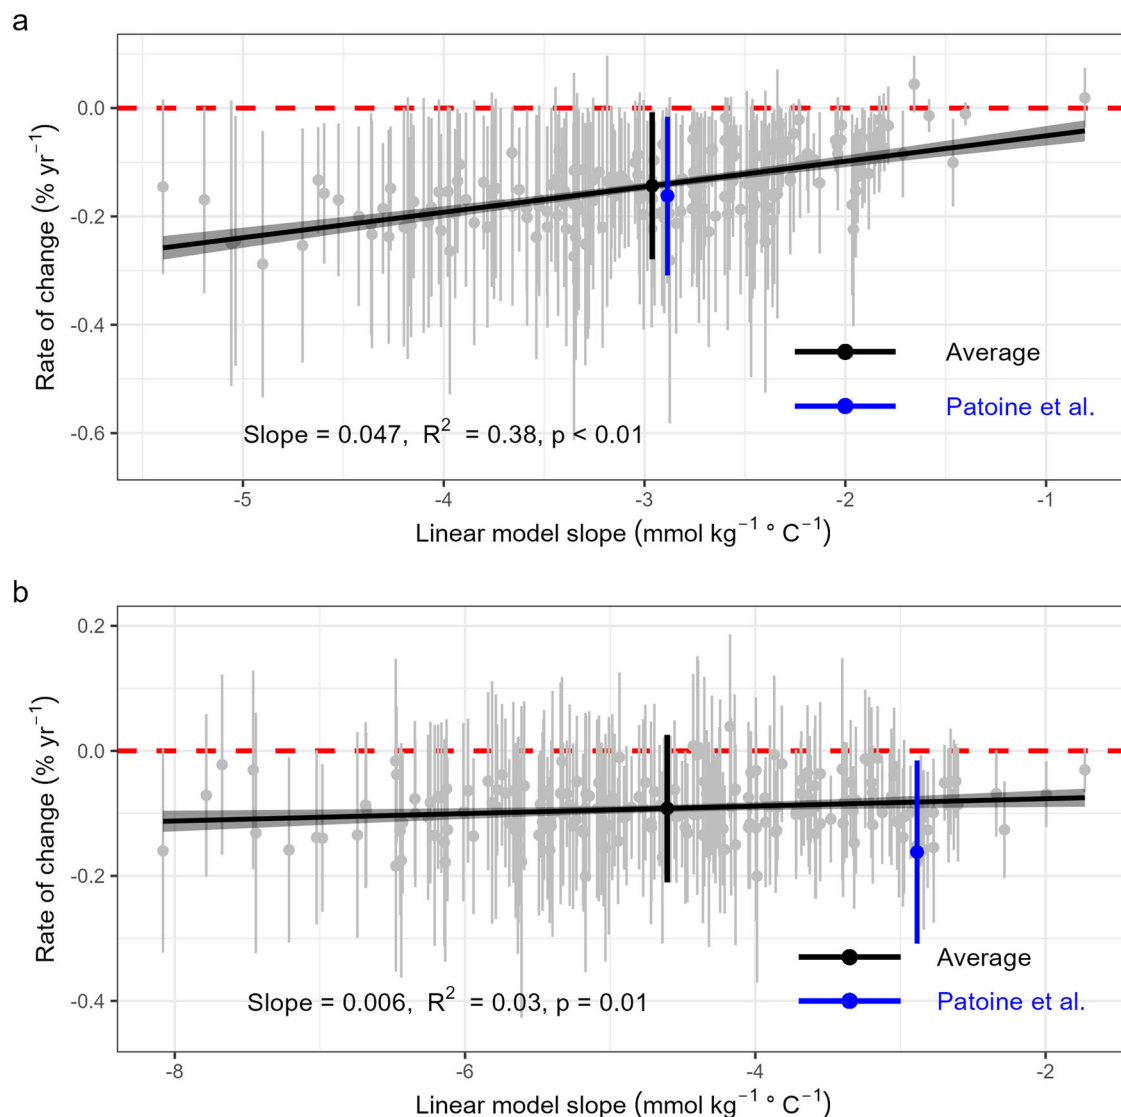 a
0.0
-0.2
-0.4
-0.6
Rate of change (% yr⁻¹)
Average
Patoine et al.
Slope = 0.047, R² = 0.38, p < 0.01
-5 -4 -3 -2 -1
Linear model slope (mmol kg⁻¹ ° C⁻¹)
b
0.2
0.0
-0.2
-0.4
Rate of change (% yr⁻¹)
Average
Patoine et al.
Slope = 0.006, R² = 0.03, p = 0.01
-8 -6 -4 -2
Linear model slope (mmol kg⁻¹ ° C⁻¹)